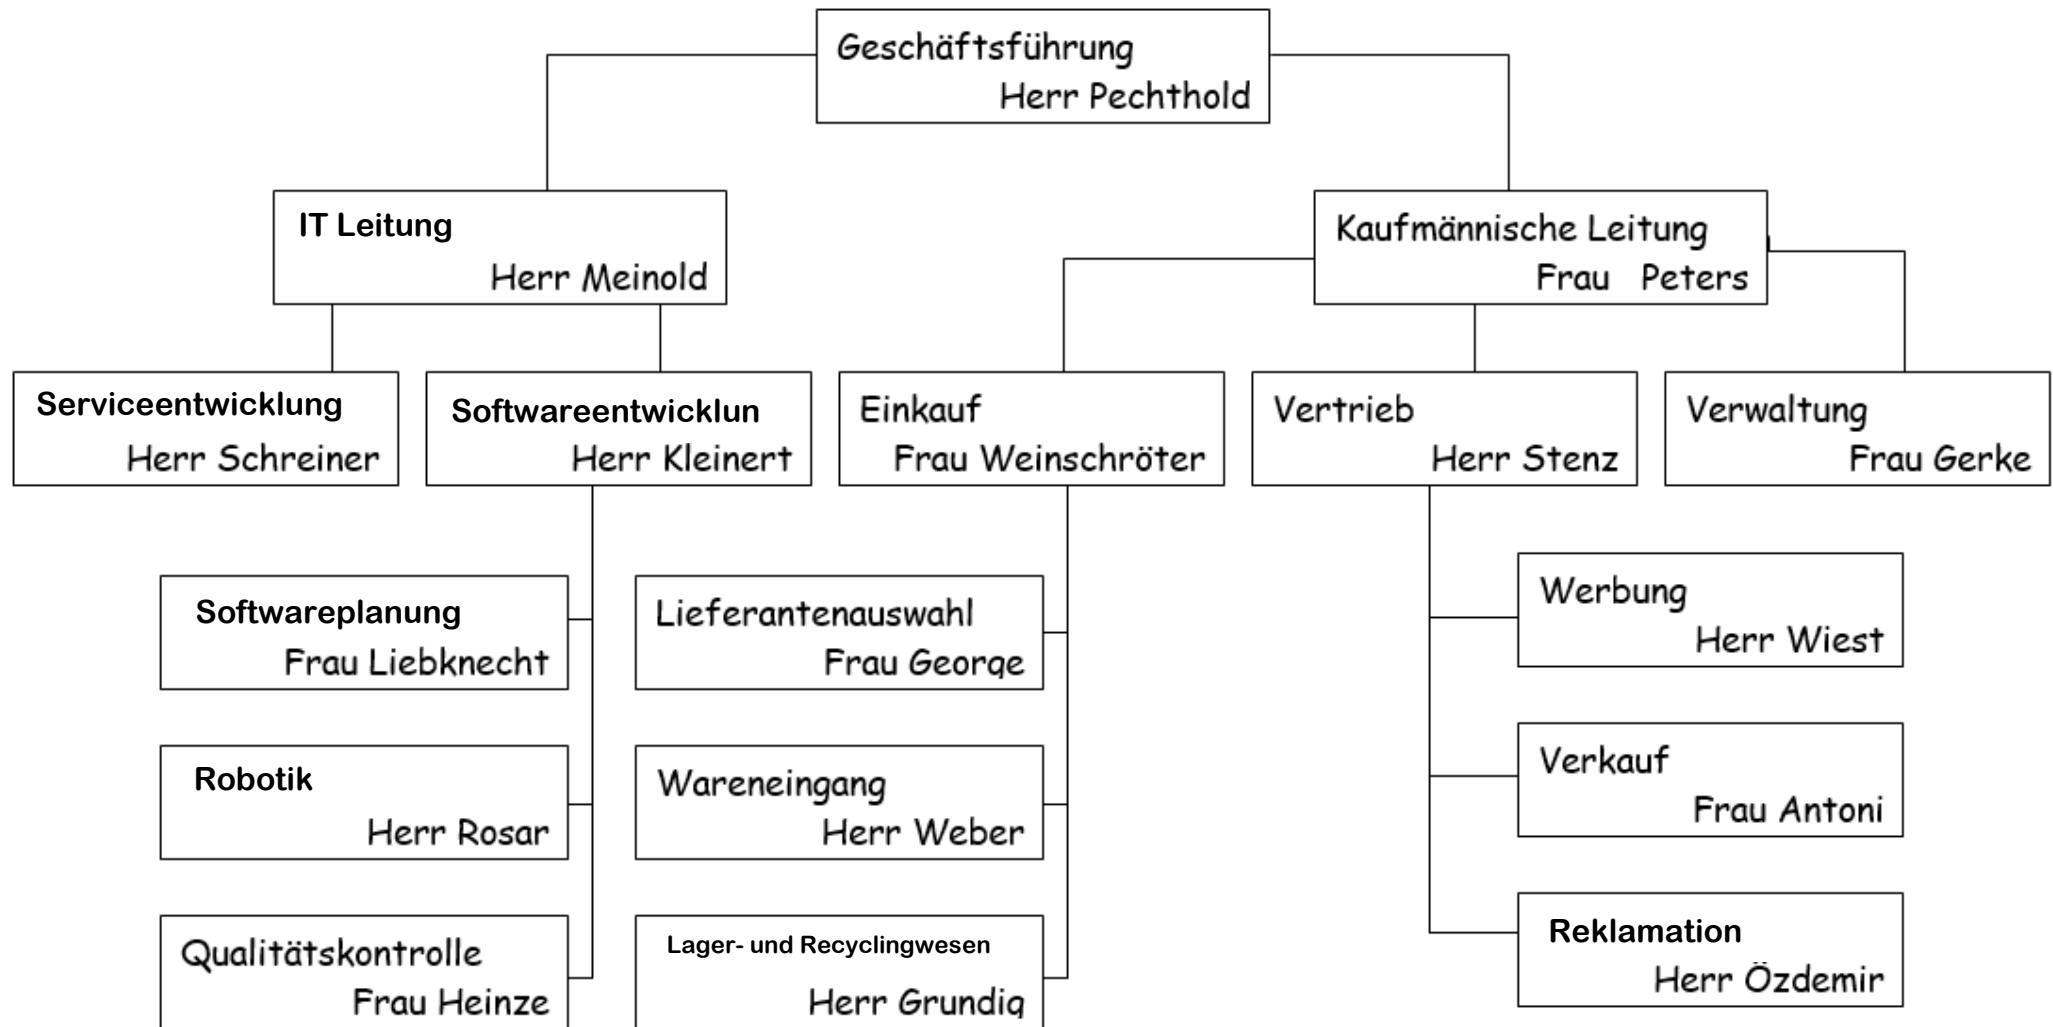 Geschäftsführung
Herr Pechthold
IT Leitung
Herr Meinold
Kaufmännische Leitung
Frau Peters
Serviceentwicklung
Herr Schreiner
Softwareentwicklun
Herr Kleinert
Einkauf
Frau Weinschröter
Vertrieb
Herr Stenz
Verwaltung
Frau Gerke
Softwareplanung
Frau Liebknecht
Lieferantenauswahl
Frau George
Werbung
Herr Wiest
Robotik
Herr Rosar
Wareneingang
Herr Weber
Verkauf
Frau Antoni
Qualitätskontrolle
Frau Heinze
Lager- und Recyclingwesen
Herr Grundig
Reklamation
Herr Özdemir